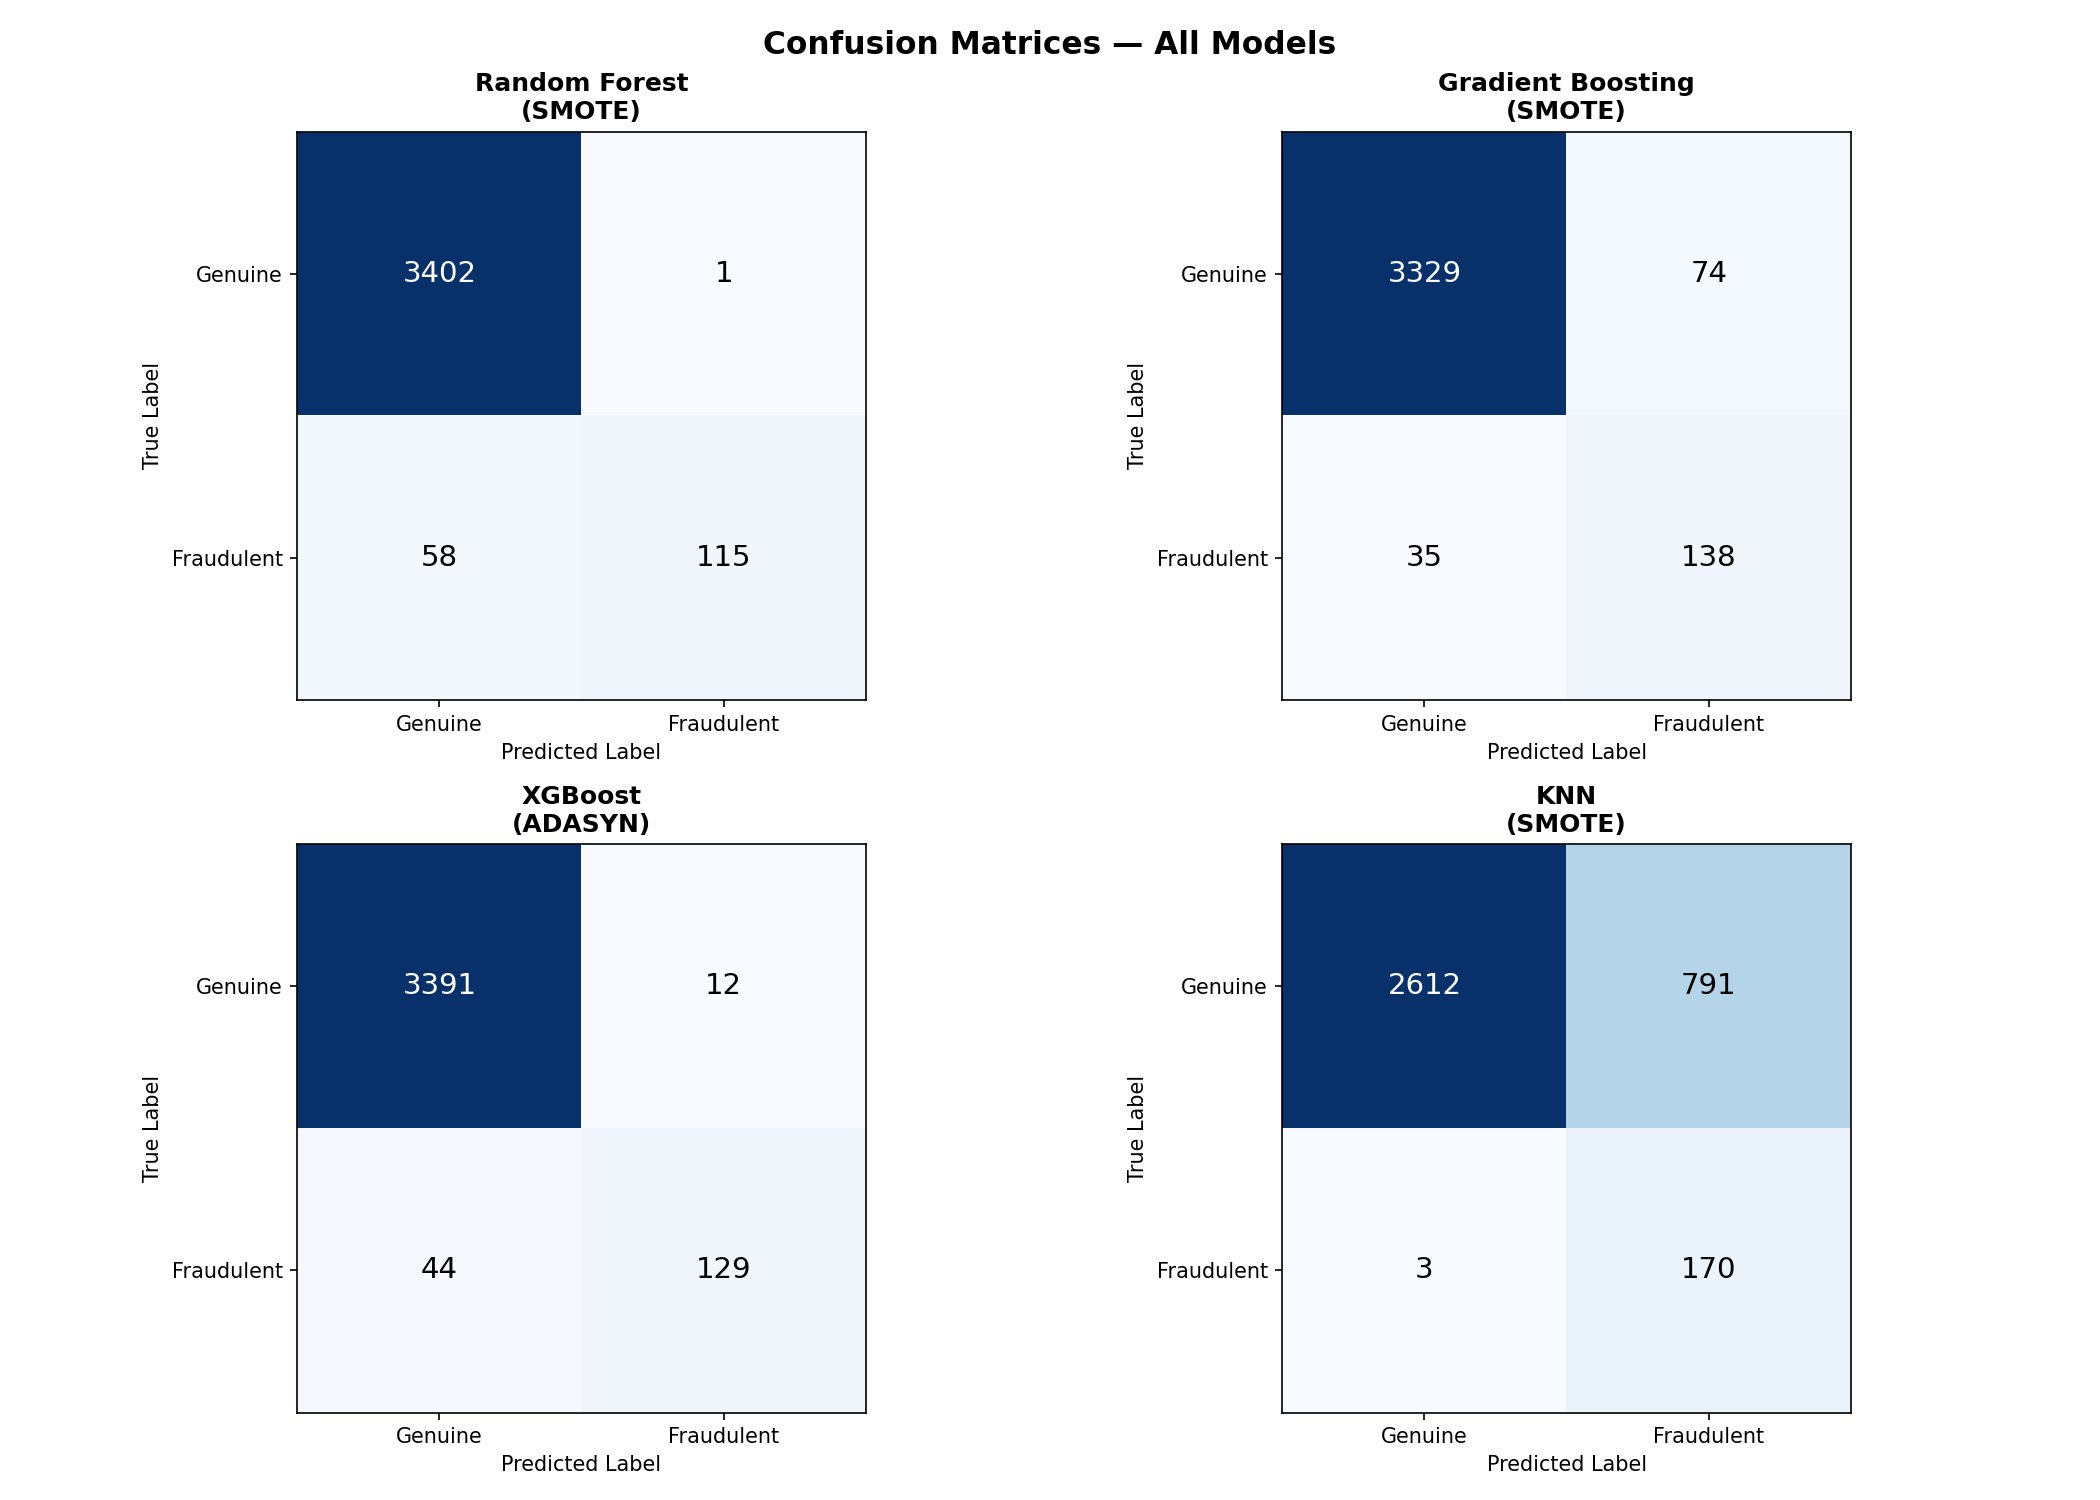 Confusion Matrices — All Models
Random Forest
(SMOTE)
True Label
Genuine
3402
1
Fraudulent
58
115
Genuine
Fraudulent
Predicted Label
Gradient Boosting
(SMOTE)
True Label
Genuine
3329
74
Fraudulent
35
138
Genuine
Fraudulent
Predicted Label
XGBoost
(ADASYN)
True Label
Genuine
3391
12
Fraudulent
44
129
Genuine
Fraudulent
Predicted Label
KNN
(SMOTE)
True Label
Genuine
2612
791
Fraudulent
3
170
Genuine
Fraudulent
Predicted Label